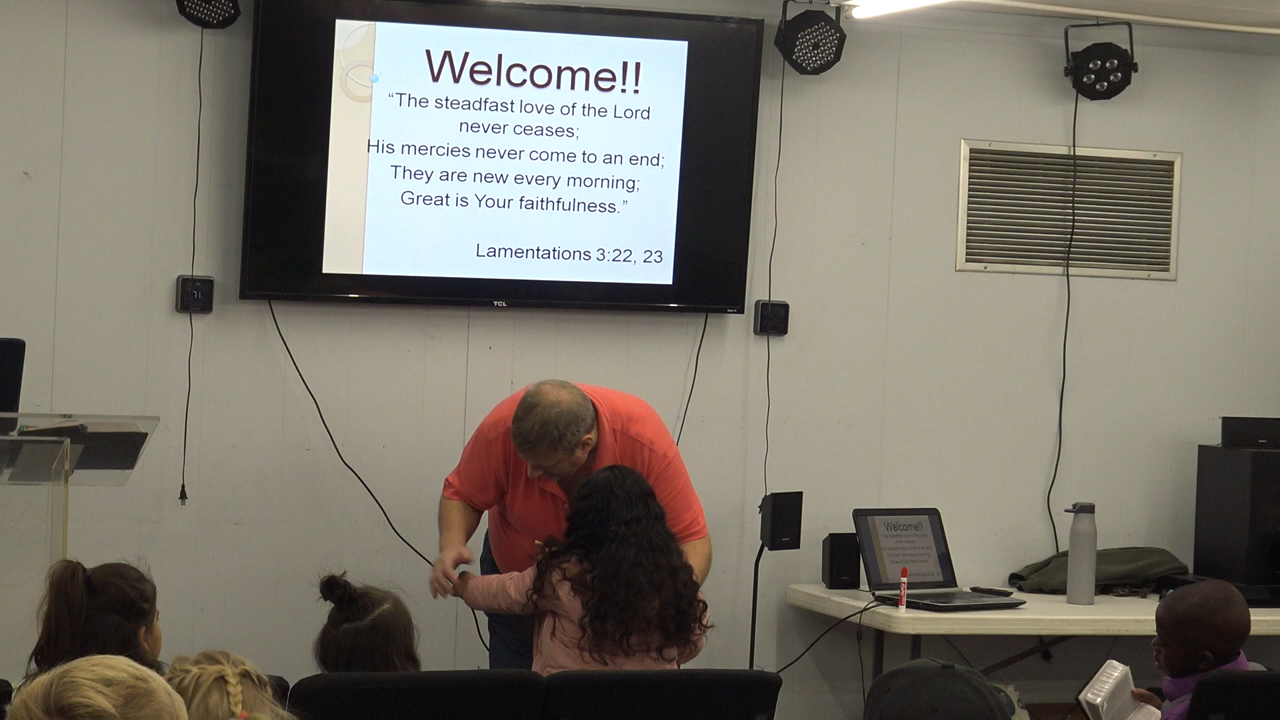 Welcome!!
“The steadfast love of the Lord
never ceases;
His mercies never come to an end;
They are new every morning;
Great is Your faithfulness.”
Lamentations 3:22, 23
TCL
71
Welcome!!